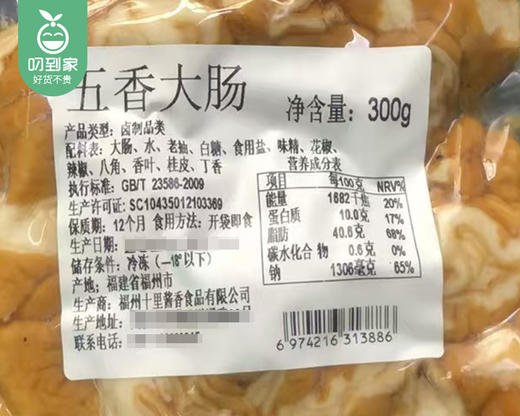 叨到家
好货不贵
五香大肠
净含量：300g
产品类型：卤制品类
配料表：大肠、水、老抽、白糖、食用盐、味精、花椒、
辣椒、八角、香叶、桂皮、丁香
执行标准：GB/T 23586-2009
生产许可证：SC10435012103369
保质期：12个月 食用方法：开袋即食
生产日期：
储存条件：冷冻（—18°以下）
产地：福建省福州市
生产商：福州十里酱香食品有限公司
生产地址：
联系电话：
营养成分表
项目 每100克 NRV%
能量 1682千焦 20%
蛋白质 10.0克 17%
脂肪 40.8克 68%
碳水化合物 0.6克 0%
钠 1306毫克 65%
6 974216 313886